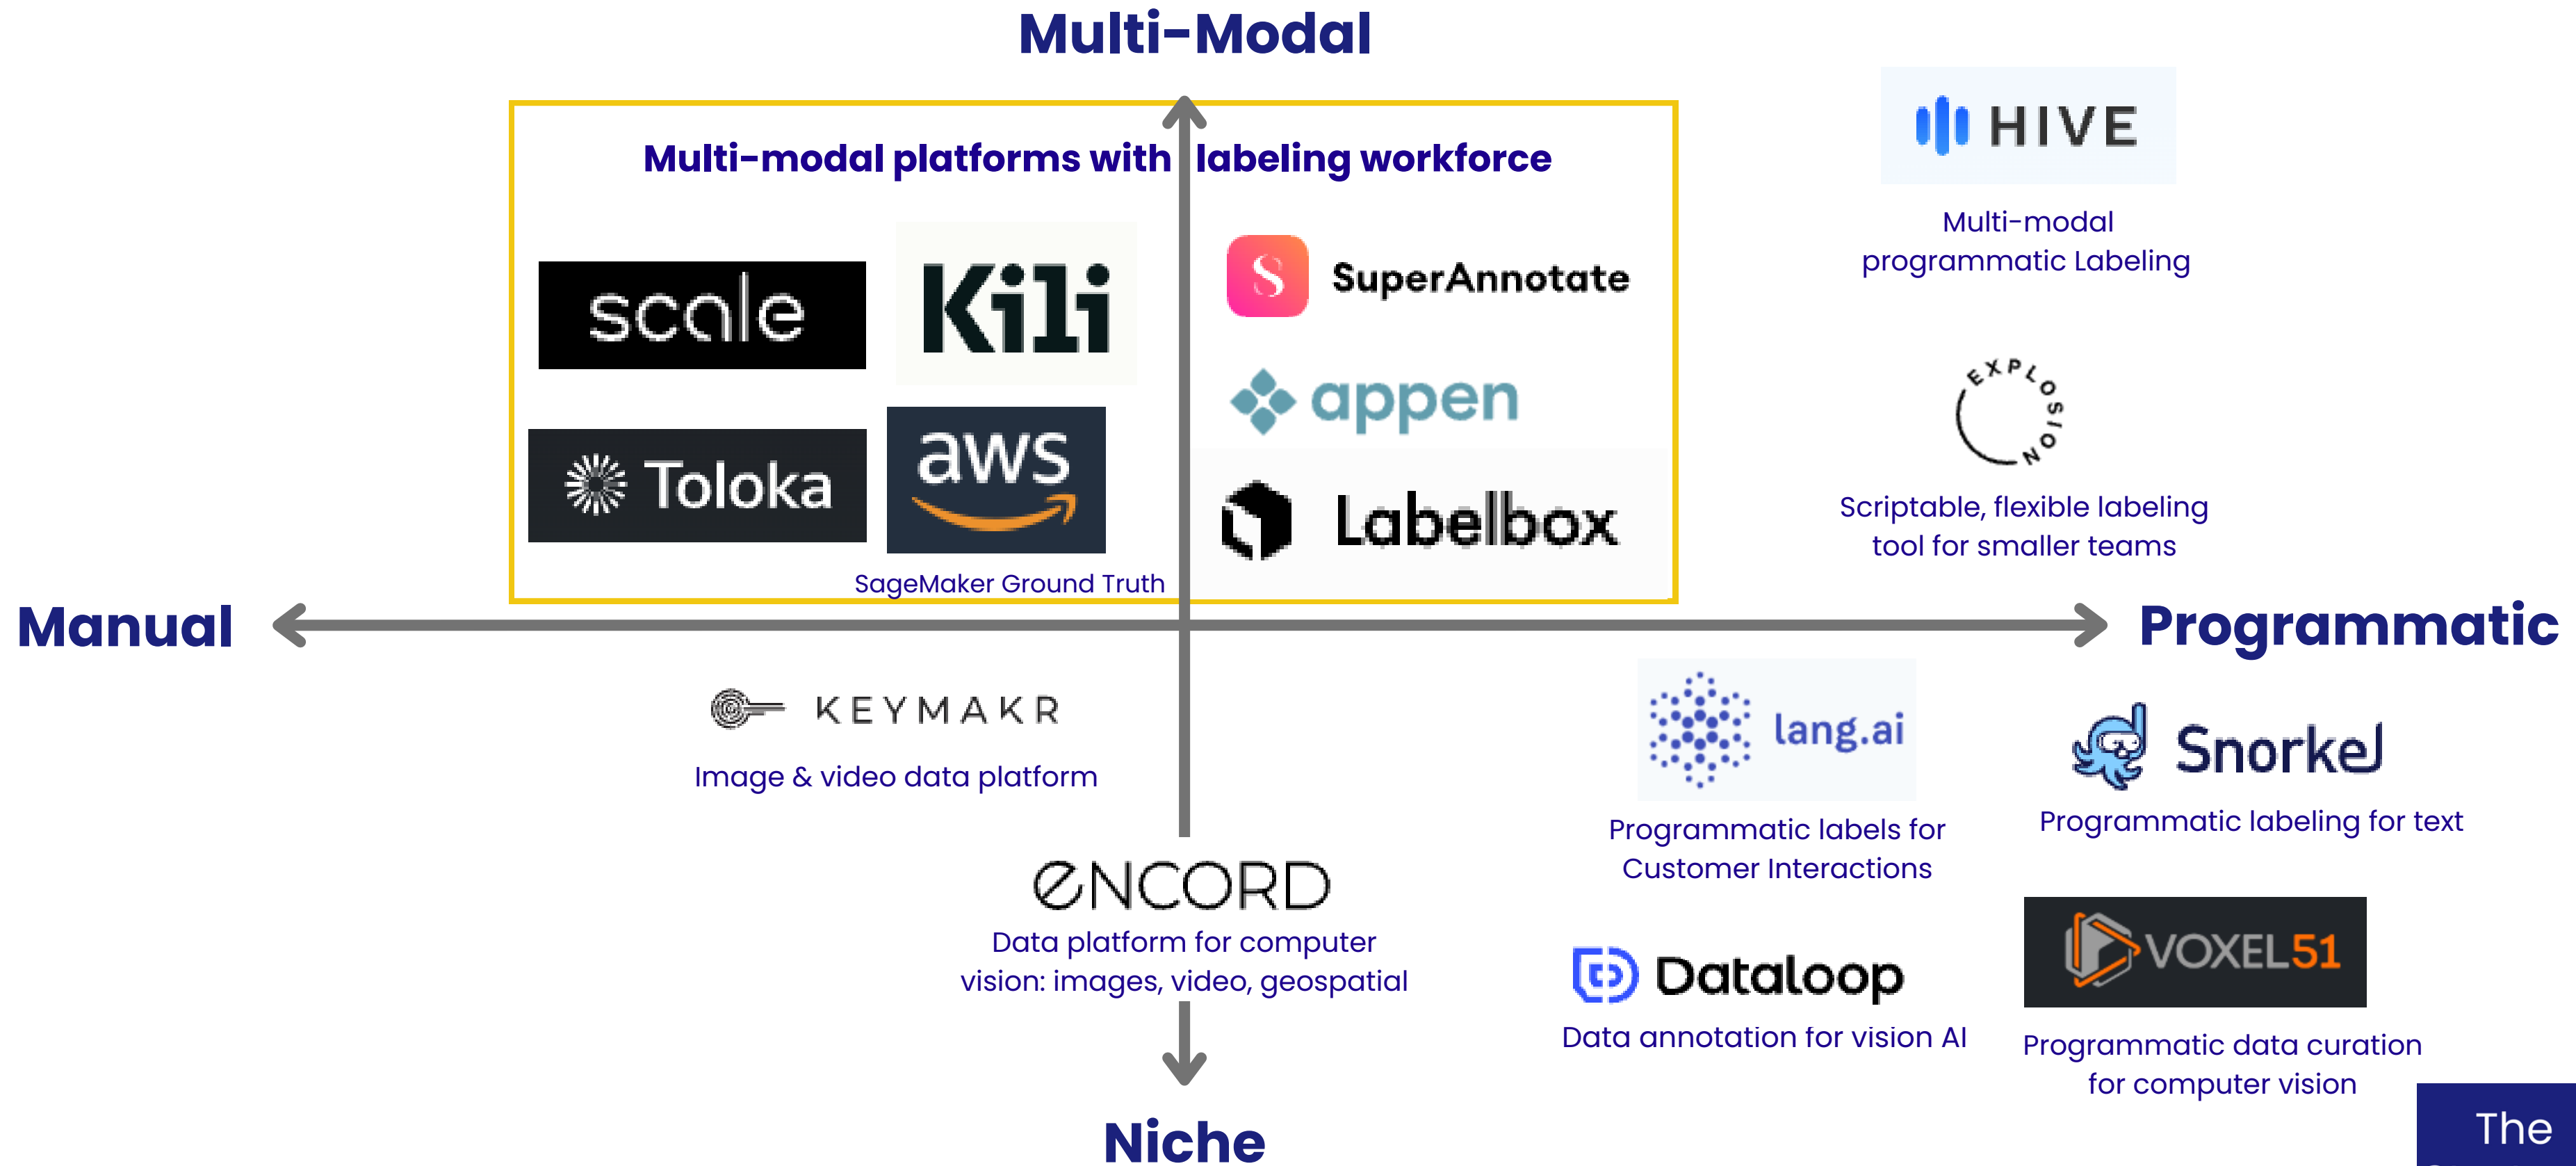 Multi-Modal
Multi-modal platforms with labeling workforce
scale
Kili
SuperAnnotate
Toloka
aws
SageMaker Ground Truth
appen
Labelbox
HIVE
Multi-modal
programmatic Labeling
EXPLOSION
Scriptable, flexible labeling
tool for smaller teams
Manual
Programmatic
KEYMAKR
Image & video data platform
ENCORD
Data platform for computer
vision: images, video, geospatial
lang.ai
Programmatic labels for
Customer Interactions
Snorkel
Programmatic labeling for text
Dataloop
Data annotation for vision AI
VOXEL51
Programmatic data curation
for computer vision
Niche
The